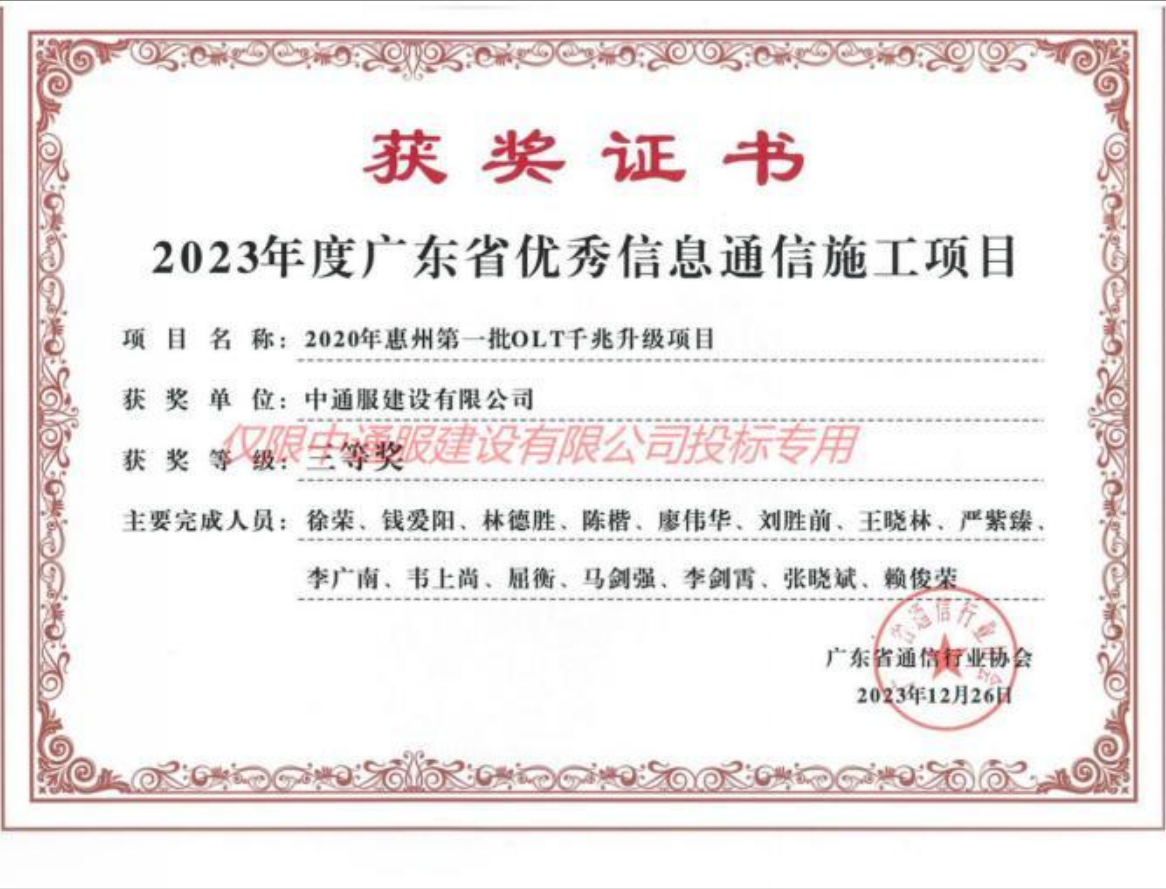 获奖证书
2023年度广东省优秀信息通信施工项目
项目名称：2020年惠州第一批OLT千兆升级项目
获奖单位：中通服建设有限公司
仅限中通服建设有限公司投标专用
获奖等级：三等奖
主要完成人员：徐荣、钱爱阳、林德胜、陈楷、廖伟华、刘胜前、王晓林、严紫臻、
李广南、韦上尚、屈衡、马剑强、李剑霄、张晓斌、赖俊荣
省通信行业协会
广东省通信行业协会
2023年12月26日